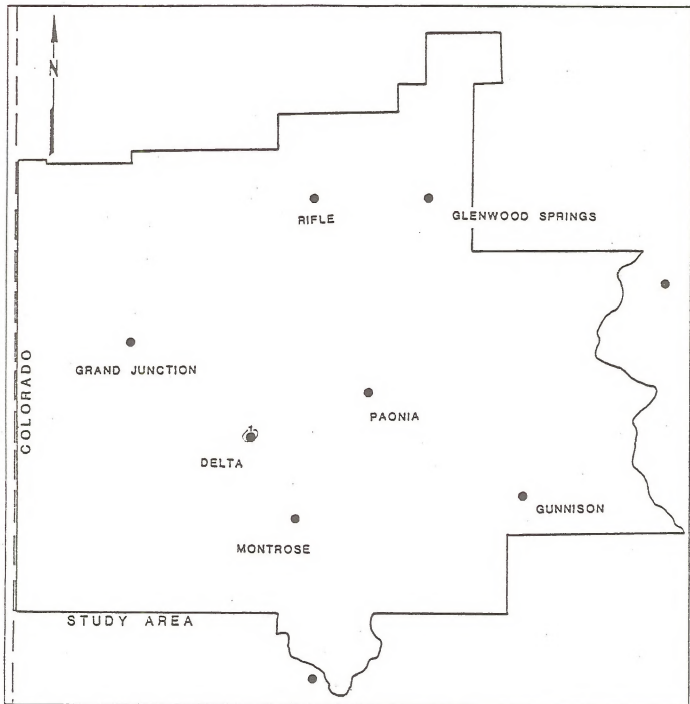 N
RIFLE
GLENWOOD SPRINGS
GRAND JUNCTION
COLORADO
PAONIA
DELTA
GUNNISON
MONTROSE
STUDY AREA